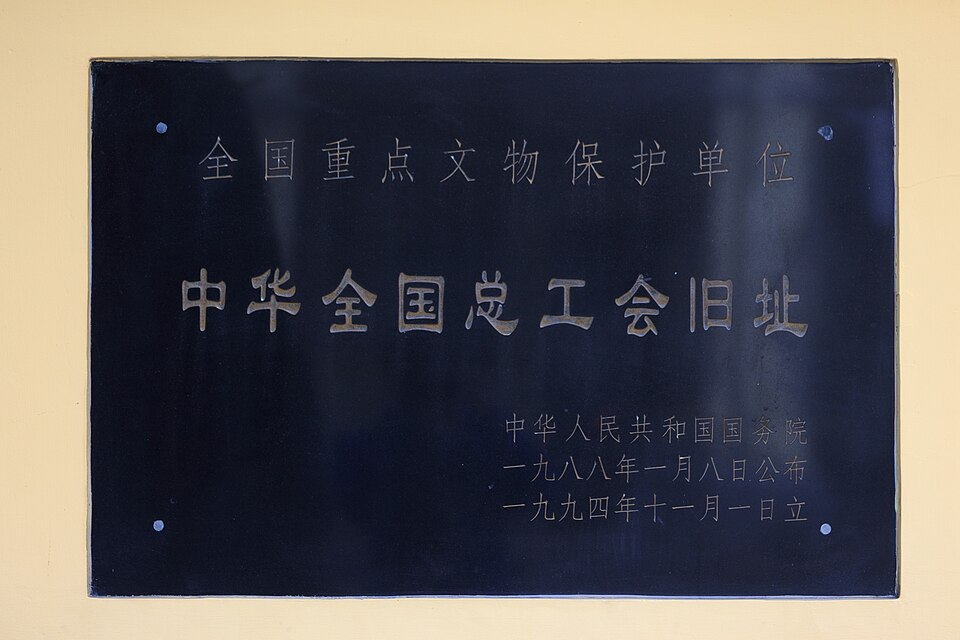 全国重点文物保护单位
中华全国总工会旧址
中华人民共和国国务院
一九八八年一月八日公布
一九九四年十一月一日立